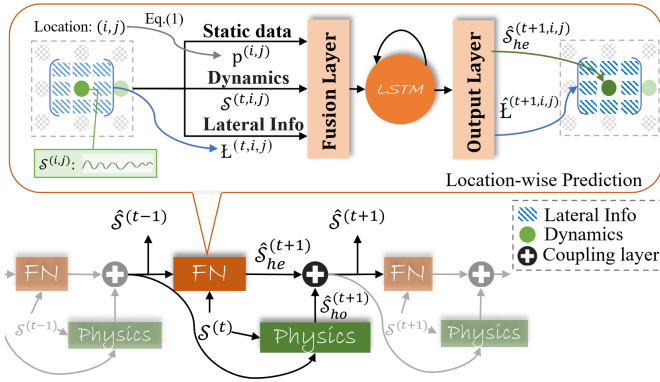 Location: (i,j)
Eq.(1)
Static data
p^(i,j)
Dynamics
𝒮^(t,i,j)
Lateral Info
Ł^(t,i,j)
𝒮^(i,j):
Fusion Layer
LSTM
Output Layer
Ŝ_he^(t+1,i,j)
Ł̂^(t+1,i,j)
Location-wise Prediction
Lateral Info
Dynamics
Coupling layer
Ŝ^(t-1)
Ŝ^(t)
Ŝ^(t+1)
FN
FN
Ŝ_he^(t+1)
FN
𝒮^(t-1)
𝒮^(t)
Ŝ_ho^(t+1)
𝒮^(t+1)
Physics
Physics
Physics